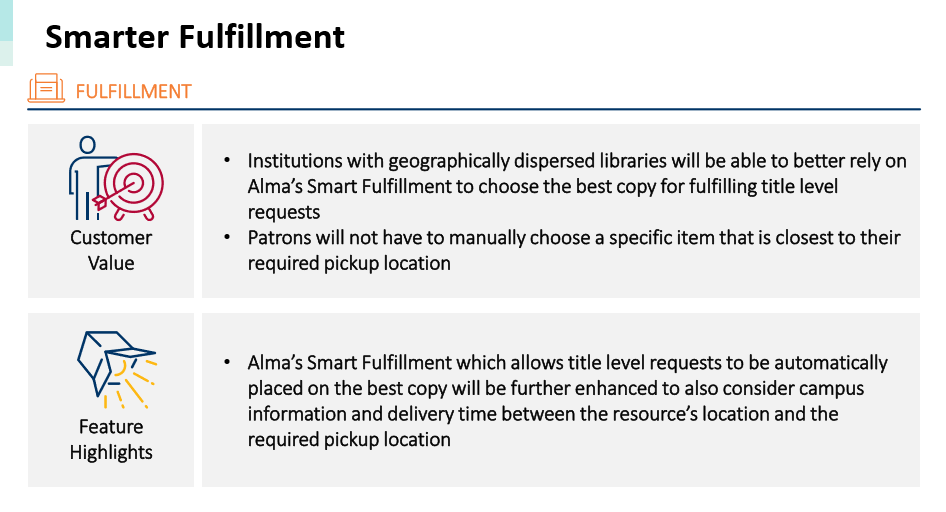 Smarter Fulfillment
FULFILLMENT
Customer
Value
• Institutions with geographically dispersed libraries will be able to better rely on
Alma’s Smart Fulfillment to choose the best copy for fulfilling title level
requests
• Patrons will not have to manually choose a specific item that is closest to their
required pickup location
Feature
Highlights
• Alma’s Smart Fulfillment which allows title level requests to be automatically
placed on the best copy will be further enhanced to also consider campus
information and delivery time between the resource’s location and the
required pickup location